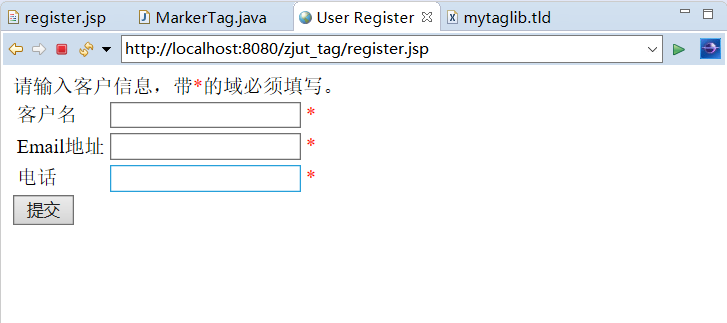 register.jsp MarkerTag.java User Register mytaglib.tld
http://localhost:8080/zjut_tag/register.jsp
请输入客户信息，带*的域必须填写。
客户名 *
Email地址 *
电话 *
提交